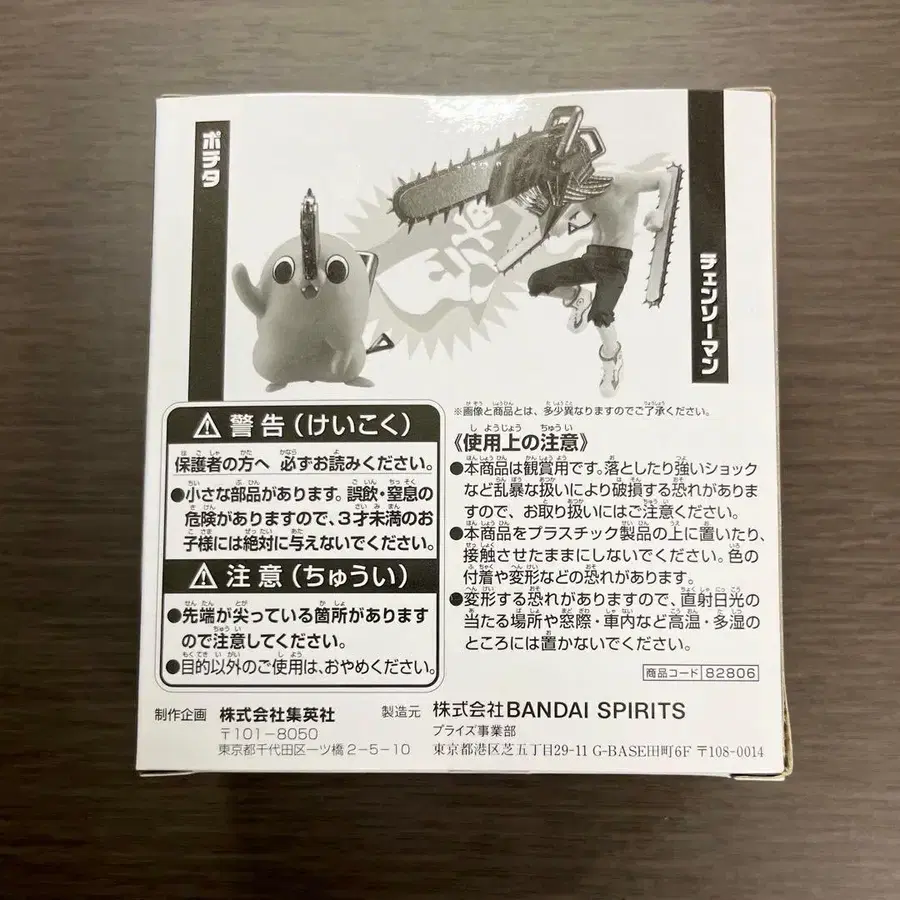 ポチタ
チェンソーマン
※画像と商品とは、多少異なりますのでご了承ください。
⚠警告(けいこく)
保護者の方へ 必ずお読みください。
●小さな部品があります。誤飲・窒息の
危険がありますので、3才未満のお
子様には絶対に与えないでください。
⚠注意(ちゅうい)
●先端が尖っている箇所があります
ので注意してください。
●目的以外のご使用は、おやめください。
《使用上の注意》
●本商品は観賞用です。落としたり強いショック
など乱暴な扱いにより破損する恐れがありま
すので、お取り扱いにはご注意ください。
●本商品をプラスチック製品の上に置いたり、
接触させたままにしないでください。色の
付着や変形などの恐れがあります。
●変形する恐れがありますので、直射日光の
当たる場所や窓際・車内など高温・多湿の
ところには置かないでください。
商品コード 82806
制作企画 株式会社集英社
〒101-8050
東京都千代田区一ツ橋2-5-10
製造元 株式会社BANDAI SPIRITS
プライズ事業部
東京都港区芝五丁目29-11 G-BASE田町6F 〒108-0014